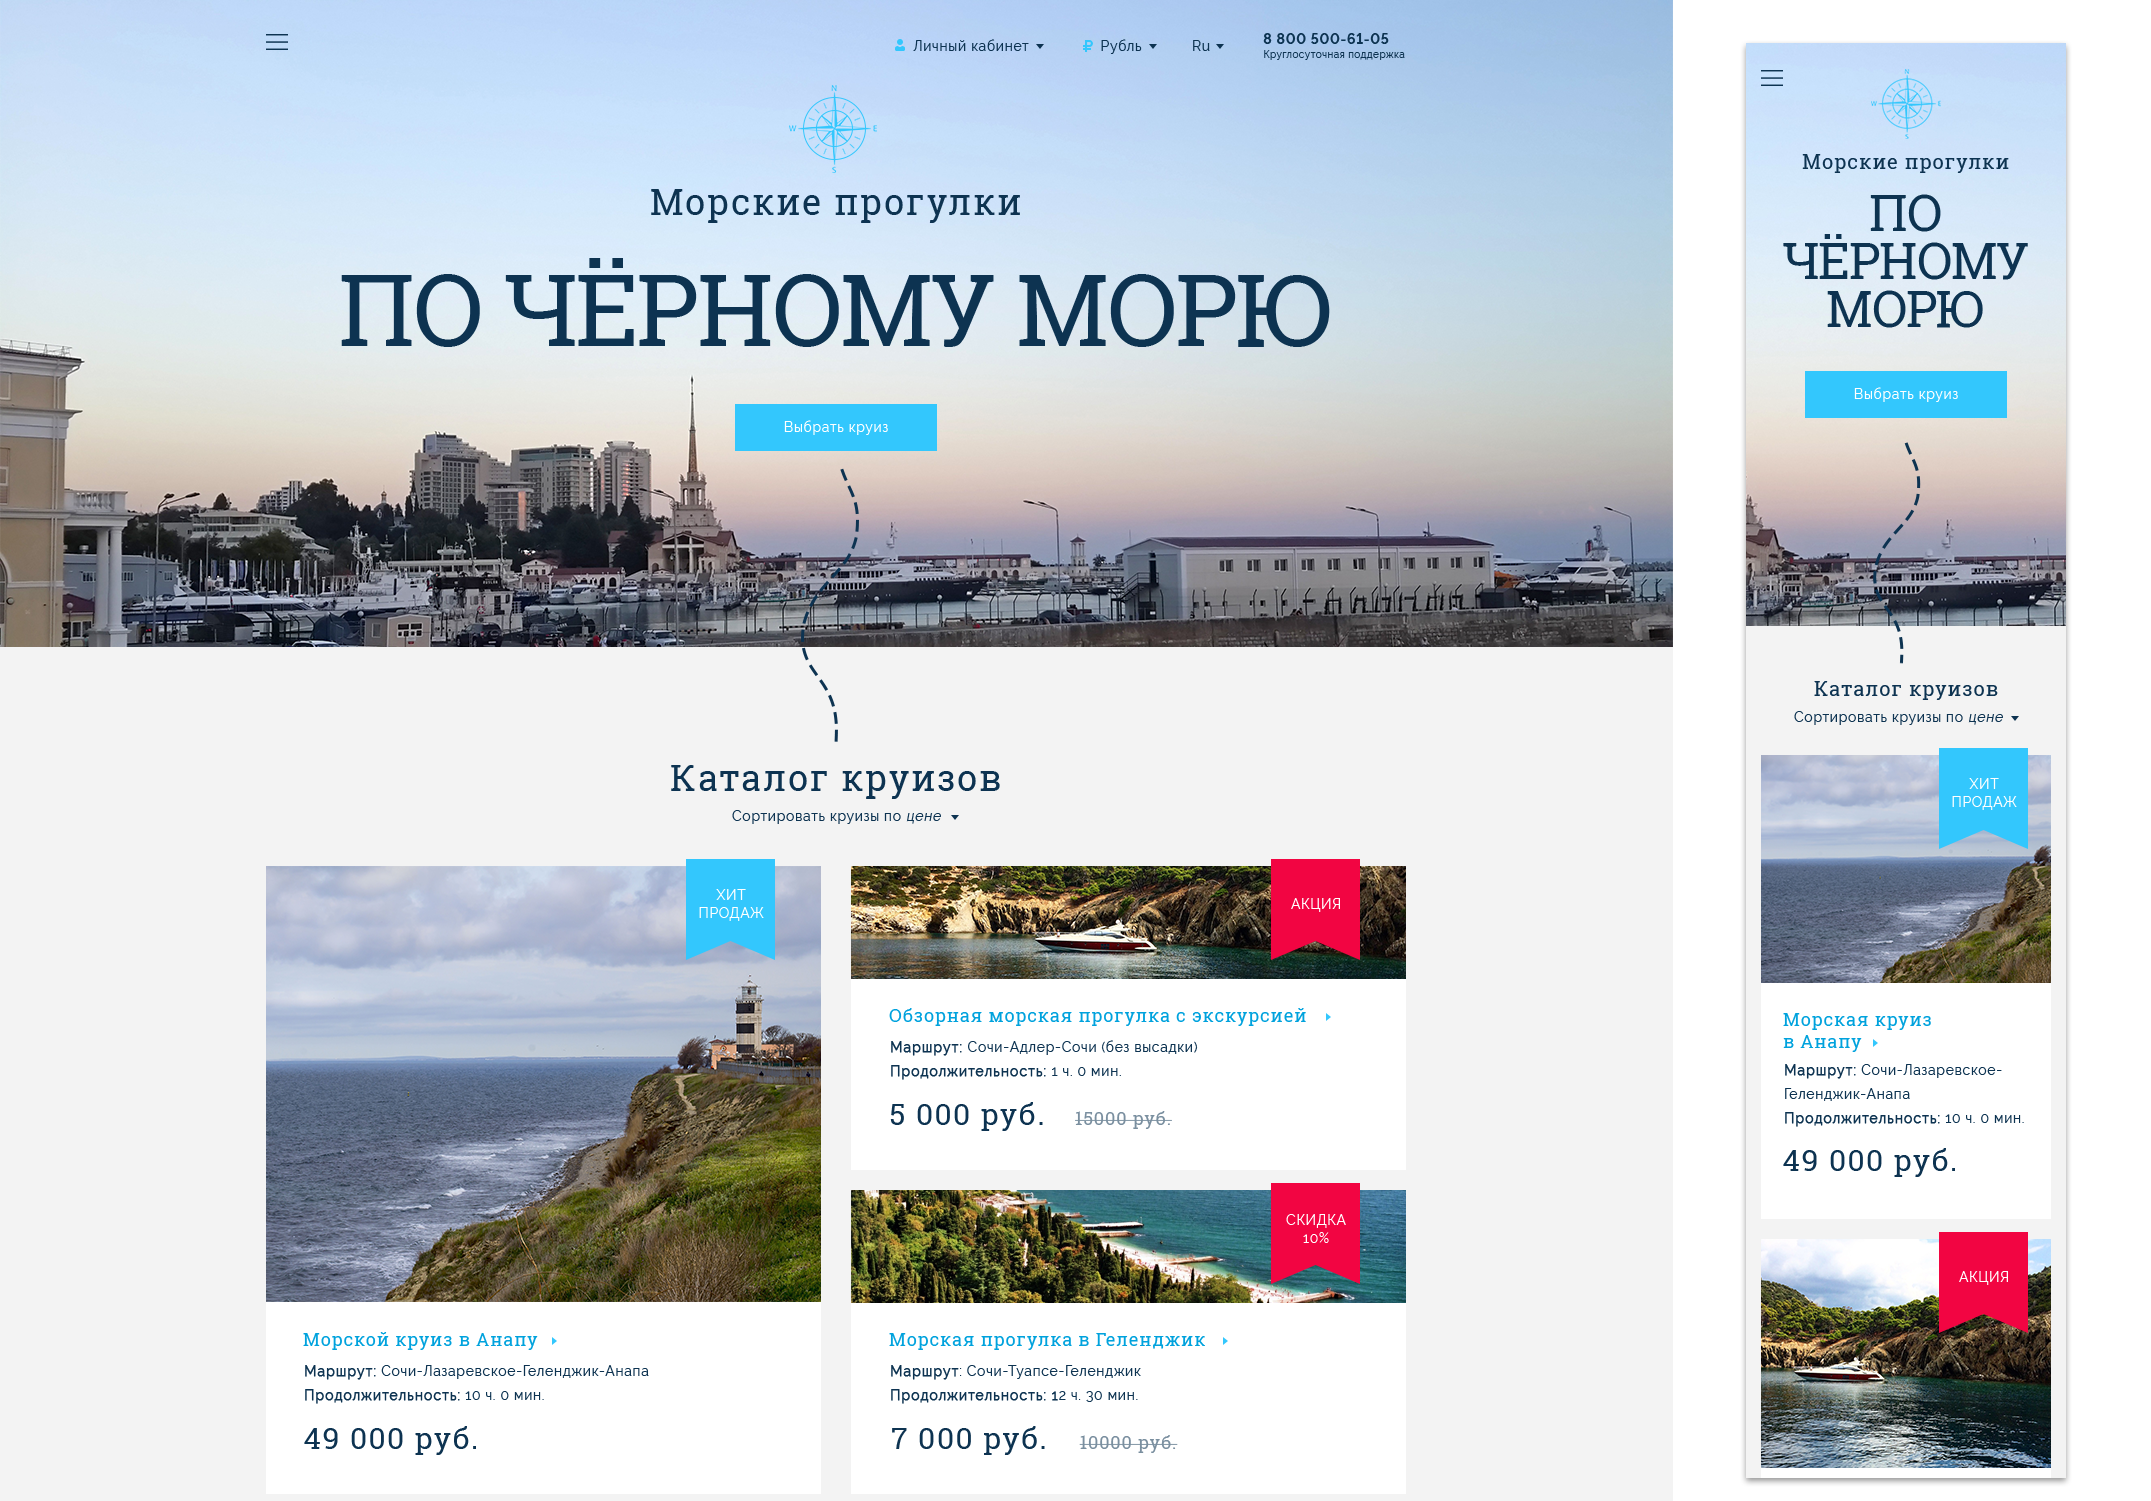 Личный кабинет
Рубль
Ru
8 800 500-61-05
Круглосуточная поддержка
N
W E
S
Морские прогулки
ПО ЧЁРНОМУ МОРЮ
Выбрать круиз
Каталог круизов
Сортировать круизы по цене
ХИТ
ПРОДАЖ
Морской круиз в Анапу
Маршрут: Сочи-Лазаревское-Геленджик-Анапа
Продолжительность: 10 ч. 0 мин.
49 000 руб.
АКЦИЯ
Обзорная морская прогулка с экскурсией
Маршрут: Сочи-Адлер-Сочи (без высадки)
Продолжительность: 1 ч. 0 мин.
5 000 руб. 15000 руб.
СКИДКА
10%
Морская прогулка в Геленджик
Маршрут: Сочи-Туапсе-Геленджик
Продолжительность: 12 ч. 30 мин.
7 000 руб. 10000 руб.
N
W E
S
Морские прогулки
ПО
ЧЁРНОМУ
МОРЮ
Выбрать круиз
Каталог круизов
Сортировать круизы по цене
ХИТ
ПРОДАЖ
Морская круиз
в Анапу
Маршрут: Сочи-Лазаревское-
Геленджик-Анапа
Продолжительность: 10 ч. 0 мин.
49 000 руб.
АКЦИЯ